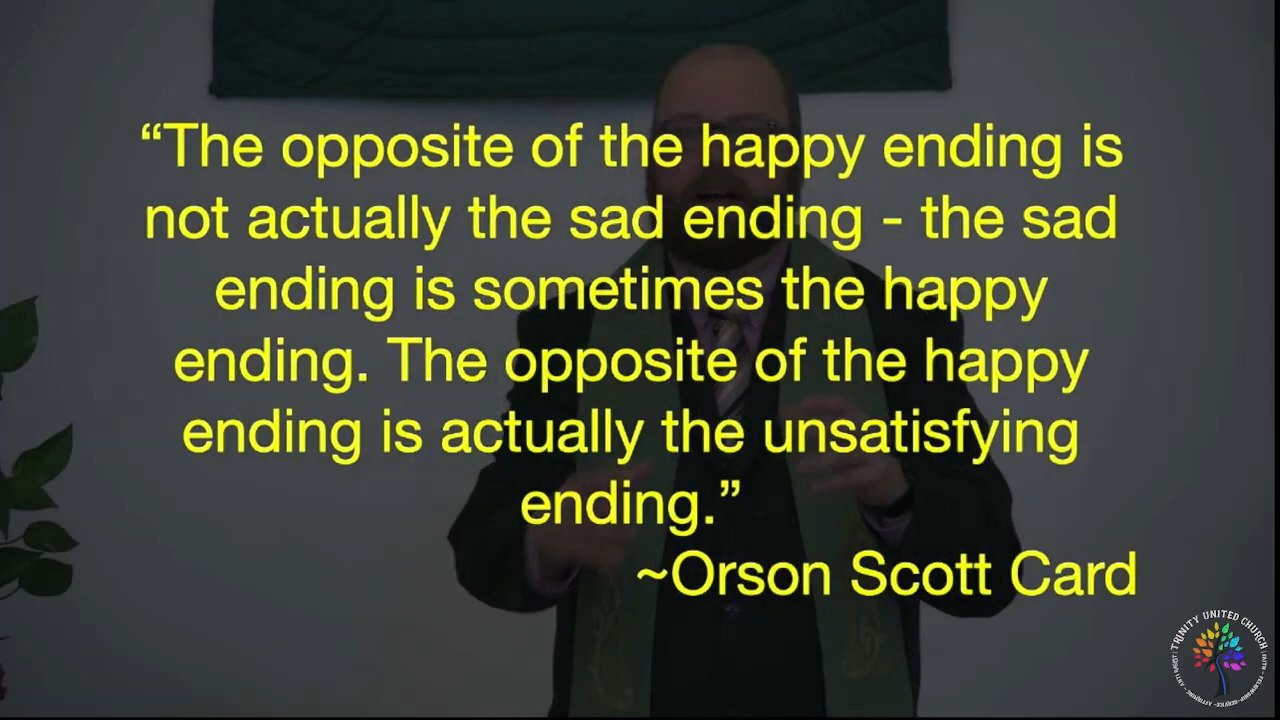 “The opposite of the happy ending is
not actually the sad ending - the sad
ending is sometimes the happy
ending. The opposite of the happy
ending is actually the unsatisfying
ending.”
~Orson Scott Card
TRINITY UNITED CHURCH